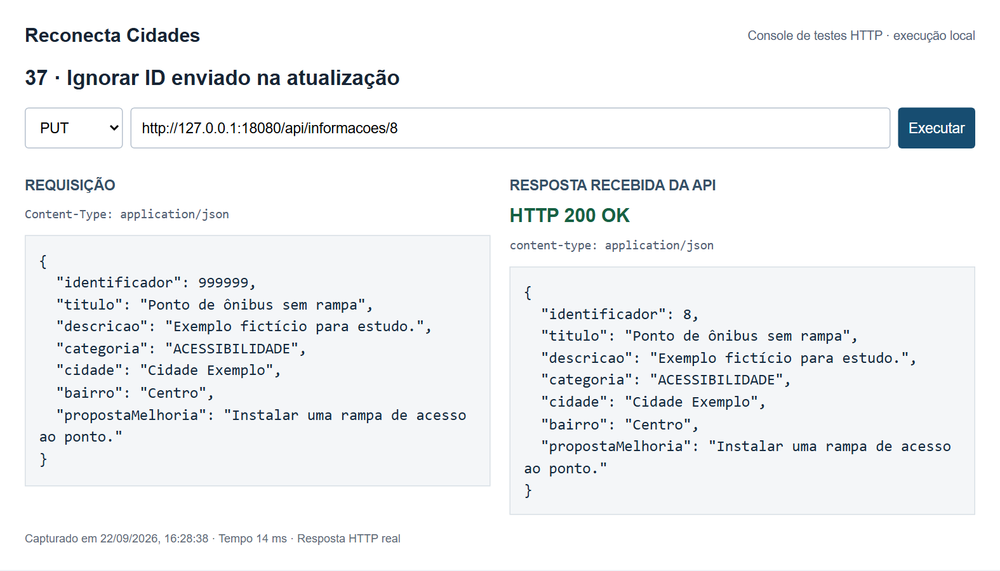 Reconecta Cidades
Console de testes HTTP · execução local
37 · Ignorar ID enviado na atualização
PUT
http://127.0.0.1:18080/api/informacoes/8
Executar
REQUISIÇÃO
Content-Type: application/json
{
  "identificador": 999999,
  "titulo": "Ponto de ônibus sem rampa",
  "descricao": "Exemplo fictício para estudo.",
  "categoria": "ACESSIBILIDADE",
  "cidade": "Cidade Exemplo",
  "bairro": "Centro",
  "propostaMelhoria": "Instalar uma rampa de acesso
ao ponto."
}
RESPOSTA RECEBIDA DA API
HTTP 200 OK
content-type: application/json
{
  "identificador": 8,
  "titulo": "Ponto de ônibus sem rampa",
  "descricao": "Exemplo fictício para estudo.",
  "categoria": "ACESSIBILIDADE",
  "cidade": "Cidade Exemplo",
  "bairro": "Centro",
  "propostaMelhoria": "Instalar uma rampa de acesso
ao ponto."
}
Capturado em 22/09/2026, 16:28:38 · Tempo 14 ms · Resposta HTTP real